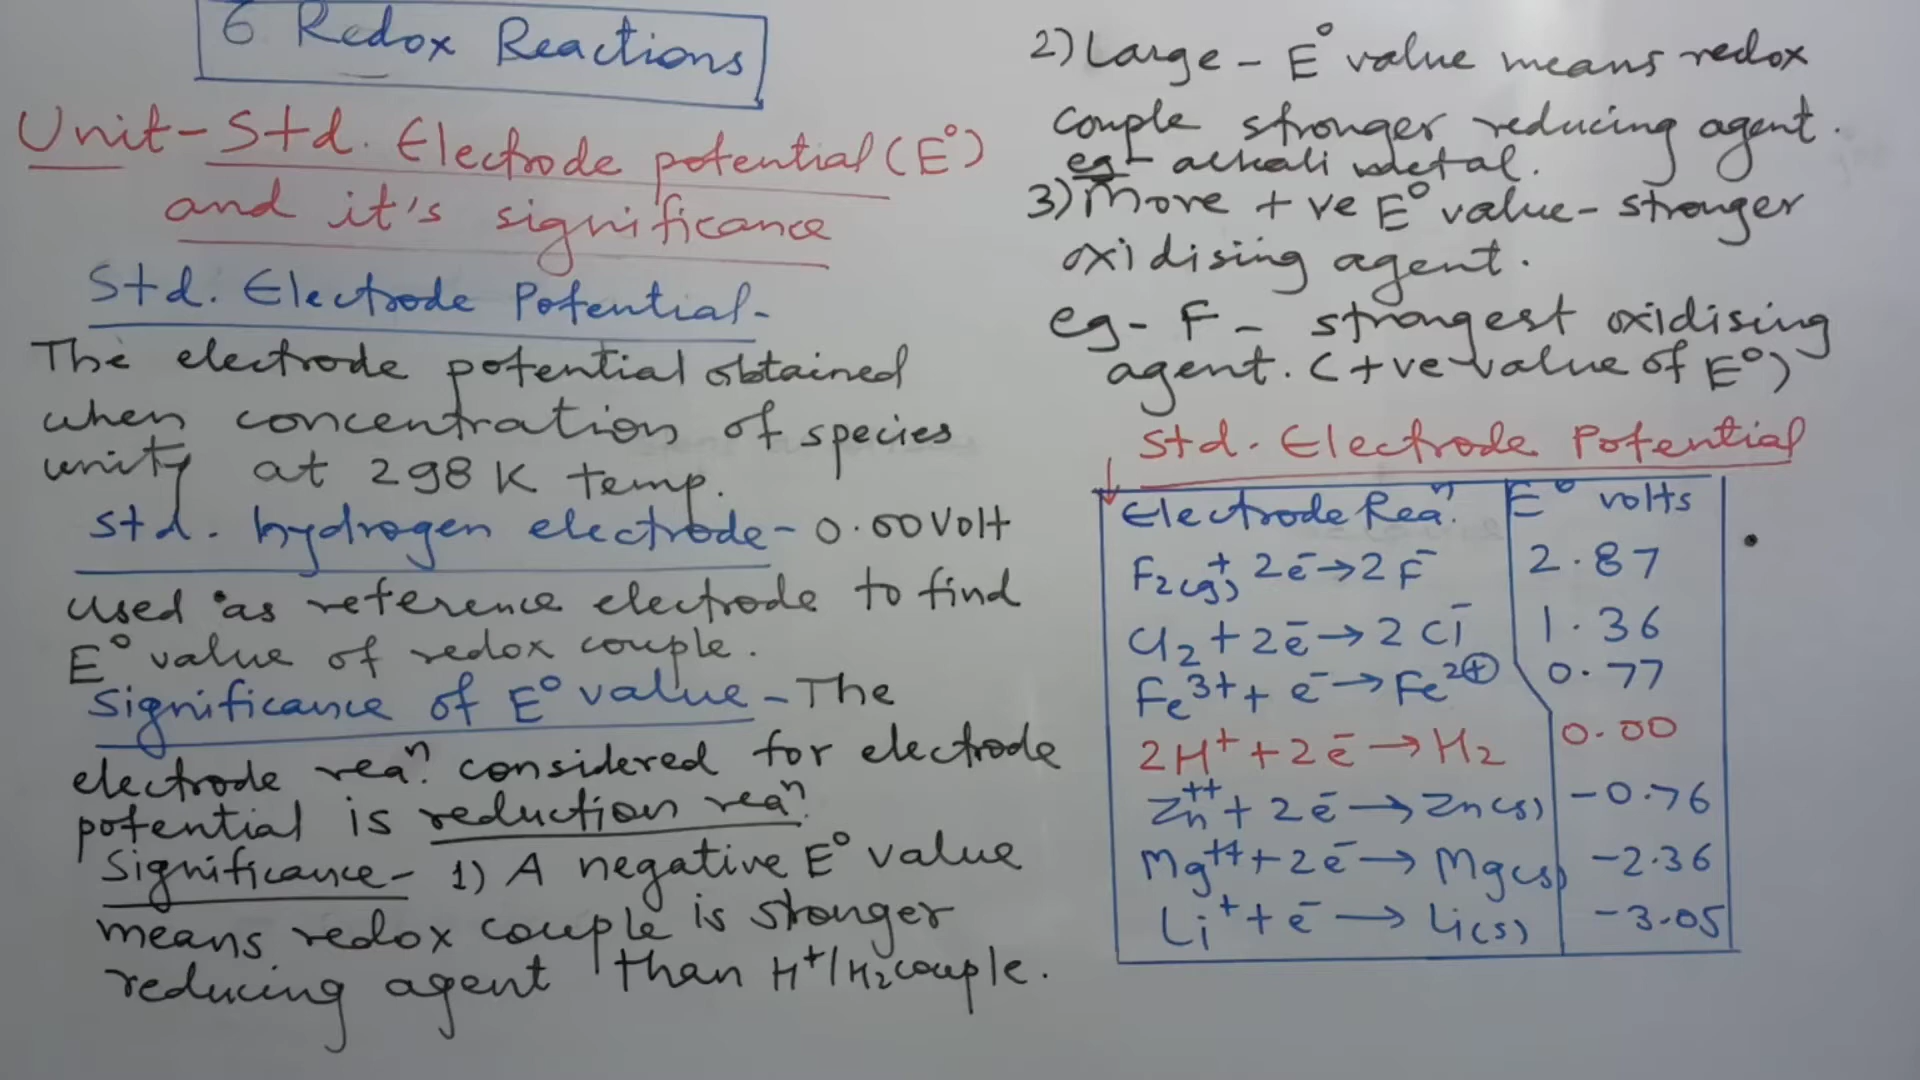 6 Redox Reactions
Unit-Std. Electrode potential (E°)
and it's significance
Std. Electrode Potential-
The electrode potential obtained
when concentration of species
unity at 298 K temp.
Std. hydrogen electrode- 0.00 Volt
used as reference electrode to find
E° value of redox couple.
Significance of E° value - The
electrode reaⁿ. considered for electrode
potential is reduction reaⁿ.
Significance- 1) A negative E° value
means redox couple is stronger
reducing agent than H⁺/H₂ couple.
2) Large - E° value means redox
couple stronger reducing agent.
eg- alkali metal.
3) More +ve E° value- stronger
oxidising agent.
eg- F - strongest oxidising
agent. (+ve value of E°)
Std. Electrode Potential
Electrode Reaⁿ. E° volts
F₂(g) + 2e⁻ → 2F⁻ 2.87
Cl₂ + 2e⁻ → 2Cl⁻ 1.36
Fe³⁺ + e⁻ → Fe²⁺ 0.77
2H⁺ + 2e⁻ → H₂ 0.00
Zn⁺⁺ + 2e⁻ → Zn(s) -0.76
Mg⁺⁺ + 2e⁻ → Mg(s) -2.36
Li⁺ + e⁻ → Li(s) -3.05